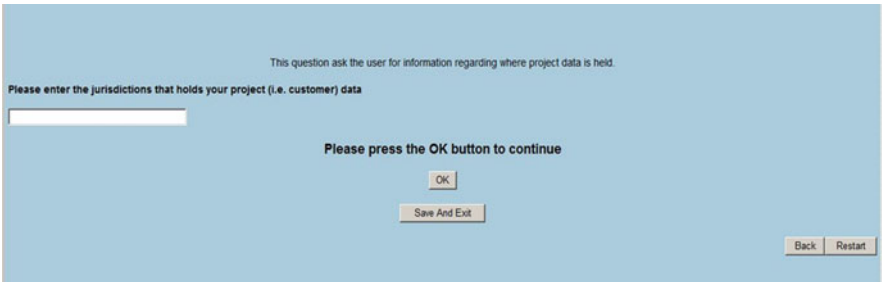 This question ask the user for information regarding where project data is held.
Please enter the jurisdictions that holds your project (i.e. customer) data
Please press the OK button to continue
OK
Save And Exit
Back Restart